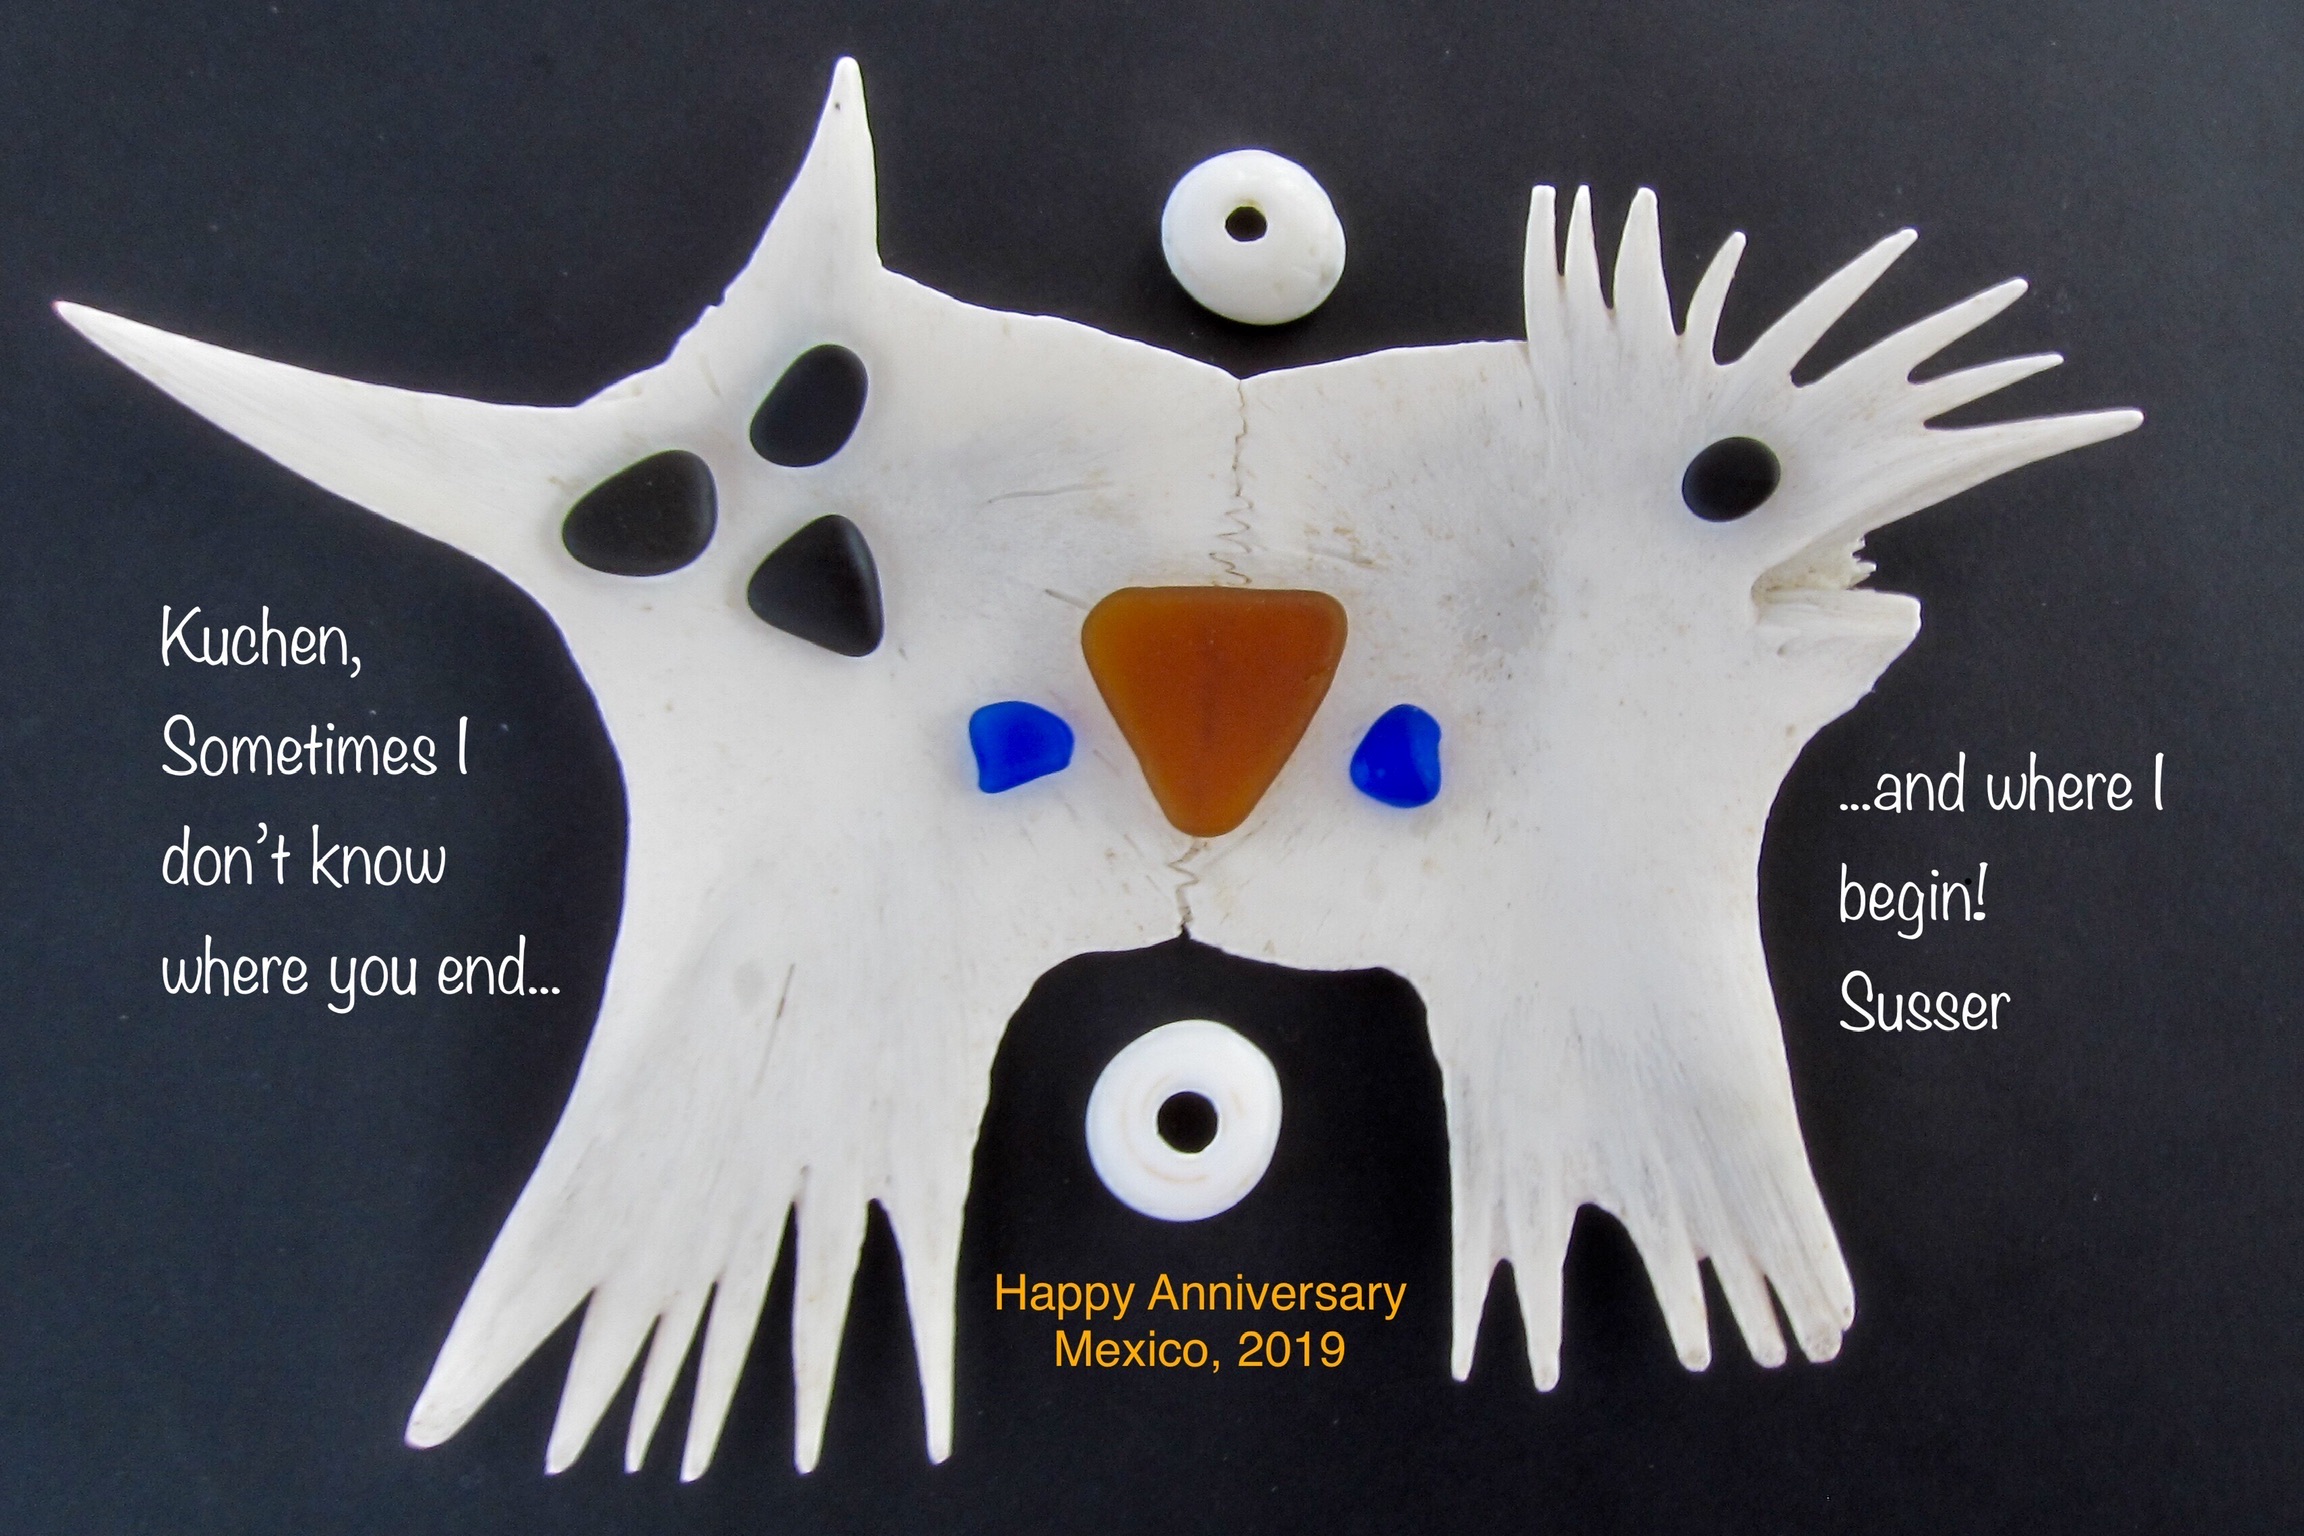 Kuchen,
Sometimes I
don't know
where you end...
...and where I
begin!
Susser
Happy Anniversary
Mexico, 2019